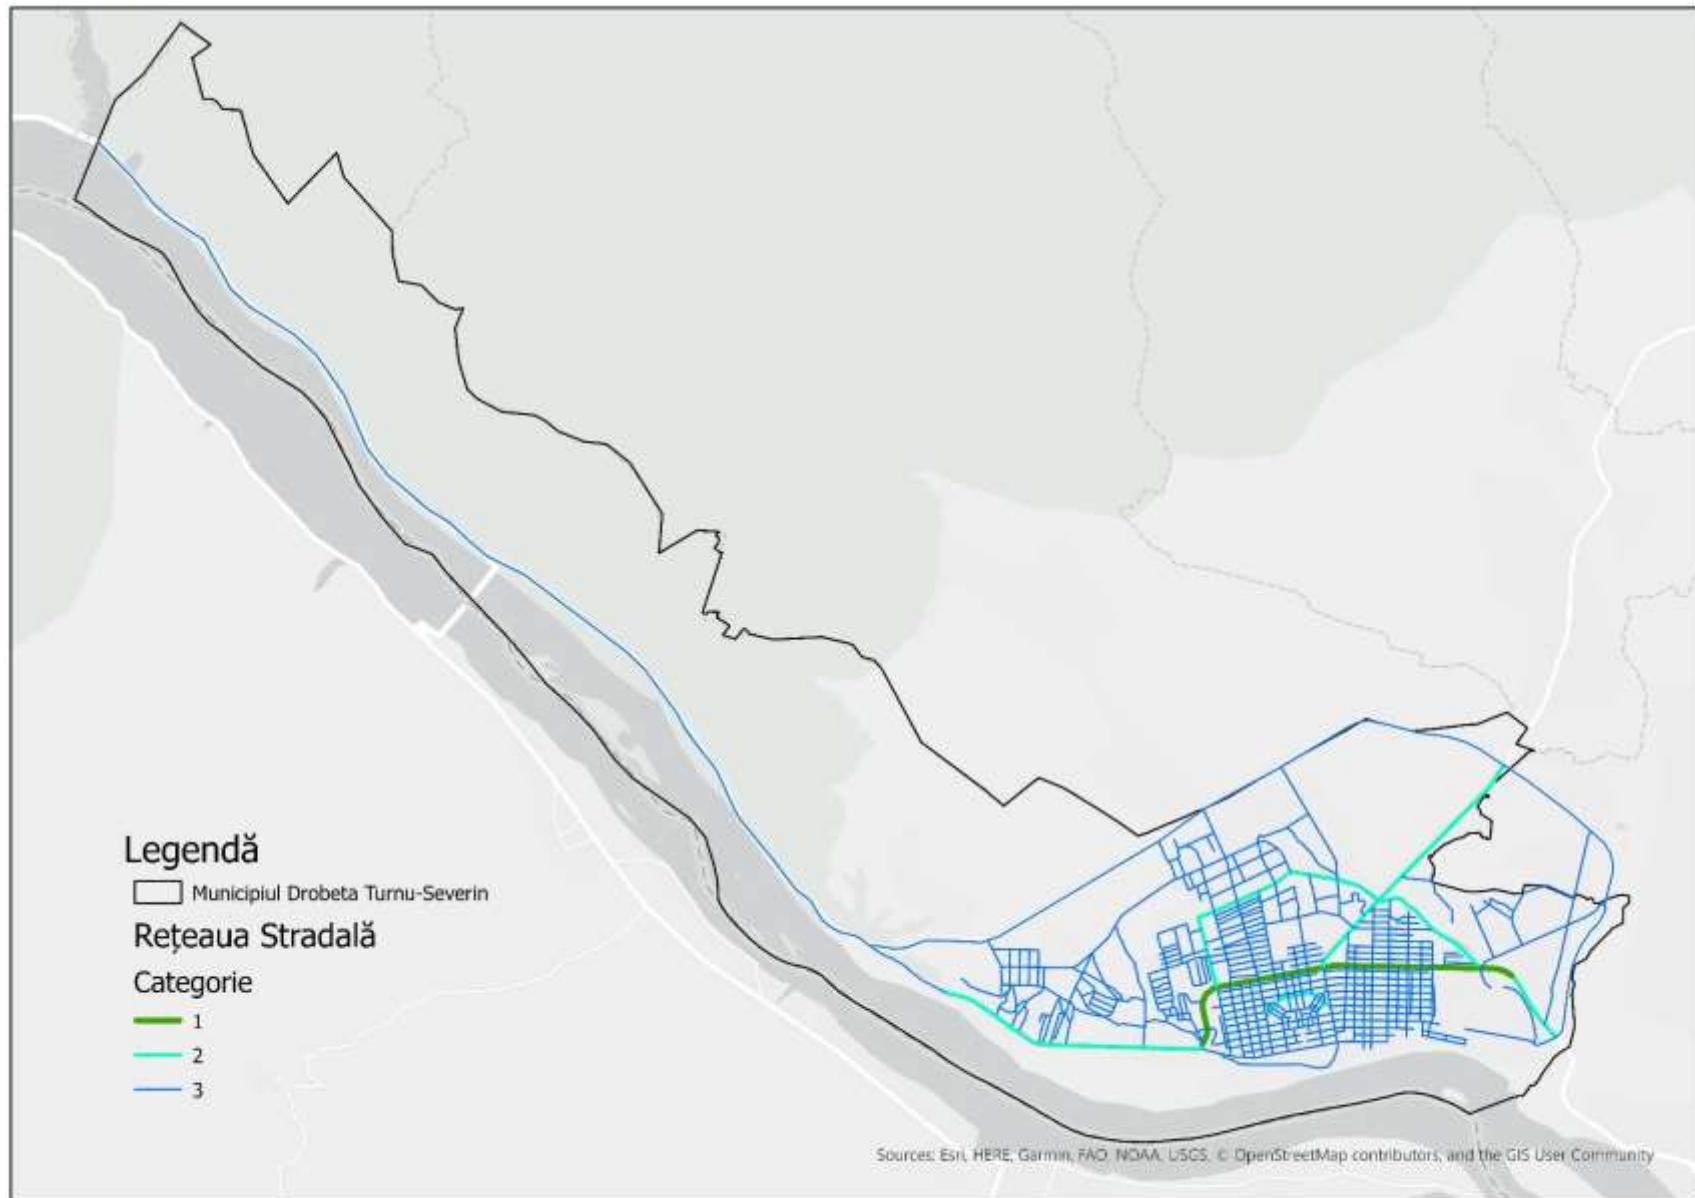 Legendă
Municipiul Drobeta Turnu-Severin
Rețeaua Stradală
Categorie
1
2
3
Sources: Esri, HERE, Garmin, FAO, NOAA, USGS, © OpenStreetMap contributors, and the GIS User Community